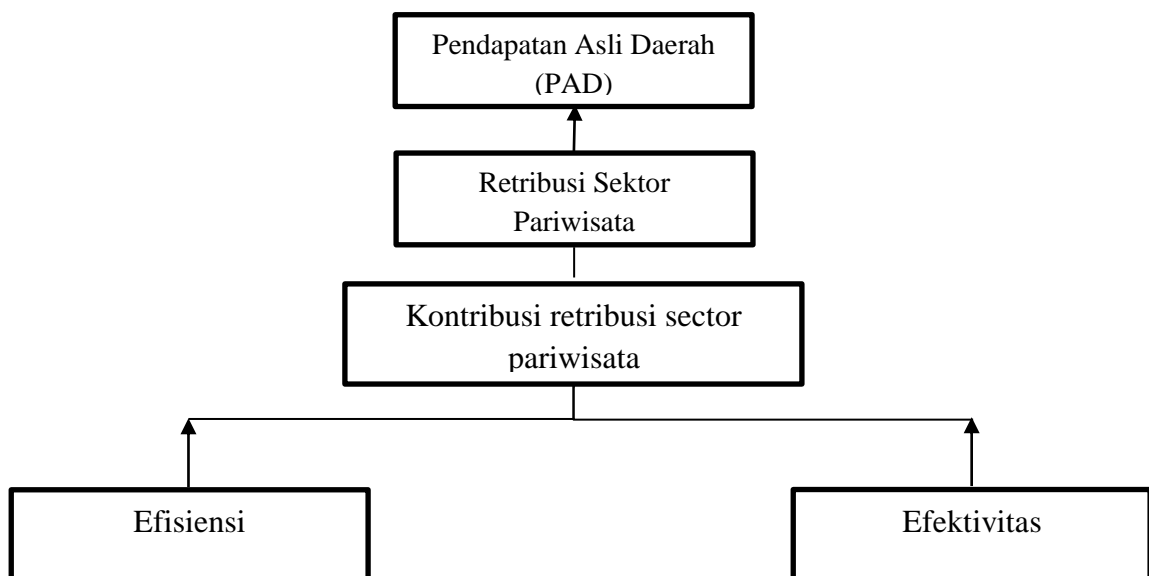 Pendapatan Asli Daerah
(PAD)
Retribusi Sektor
Pariwisata
Kontribusi retribusi sector
pariwisata
Efisiensi
Efektivitas